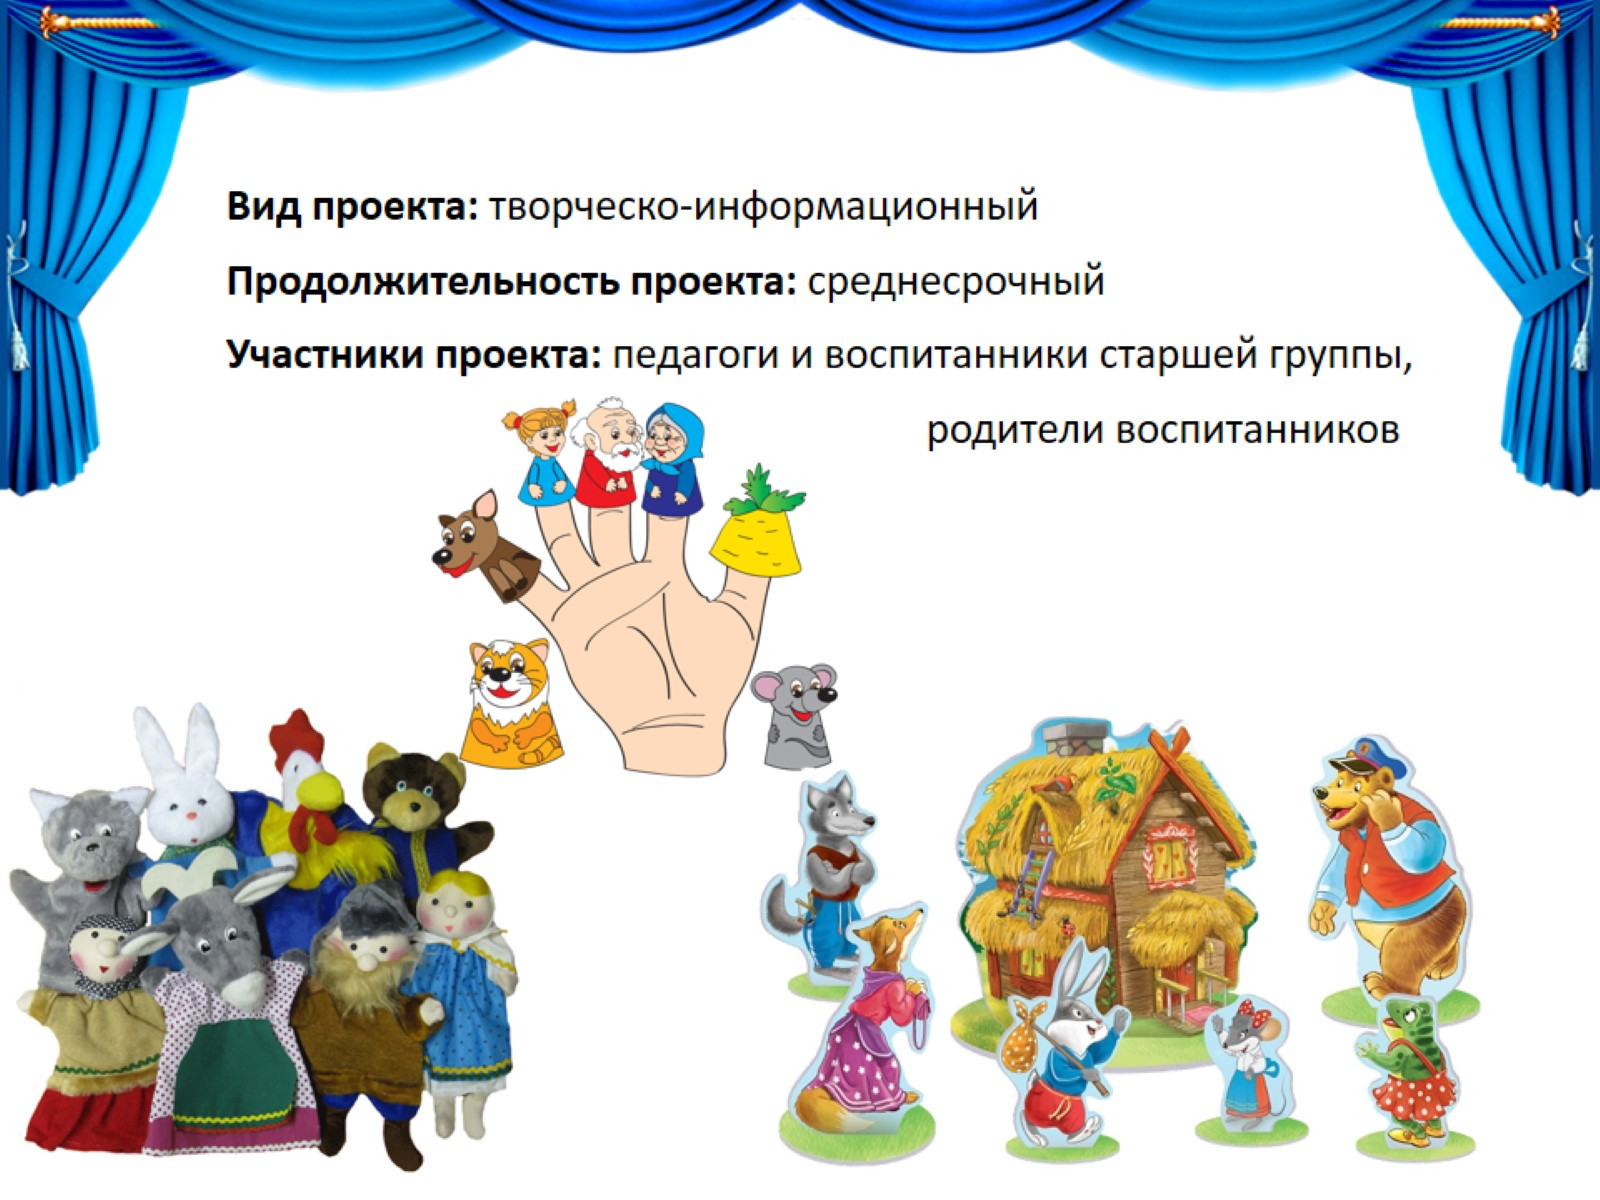 Вид проекта: творческо-информационный
Продолжительность проекта: среднесрочный
Участники проекта: педагоги и воспитанники старшей группы,
родители воспитанников